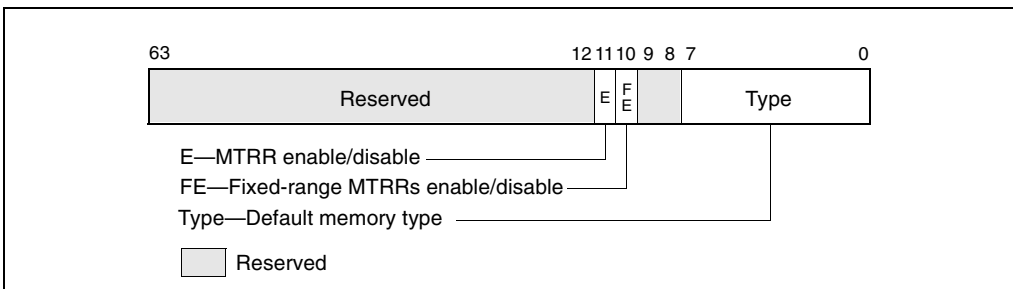 63 12 11 10 9 8 7 0
Reserved E F E Type
E—MTRR enable/disable
FE—Fixed-range MTRRs enable/disable
Type—Default memory type
Reserved